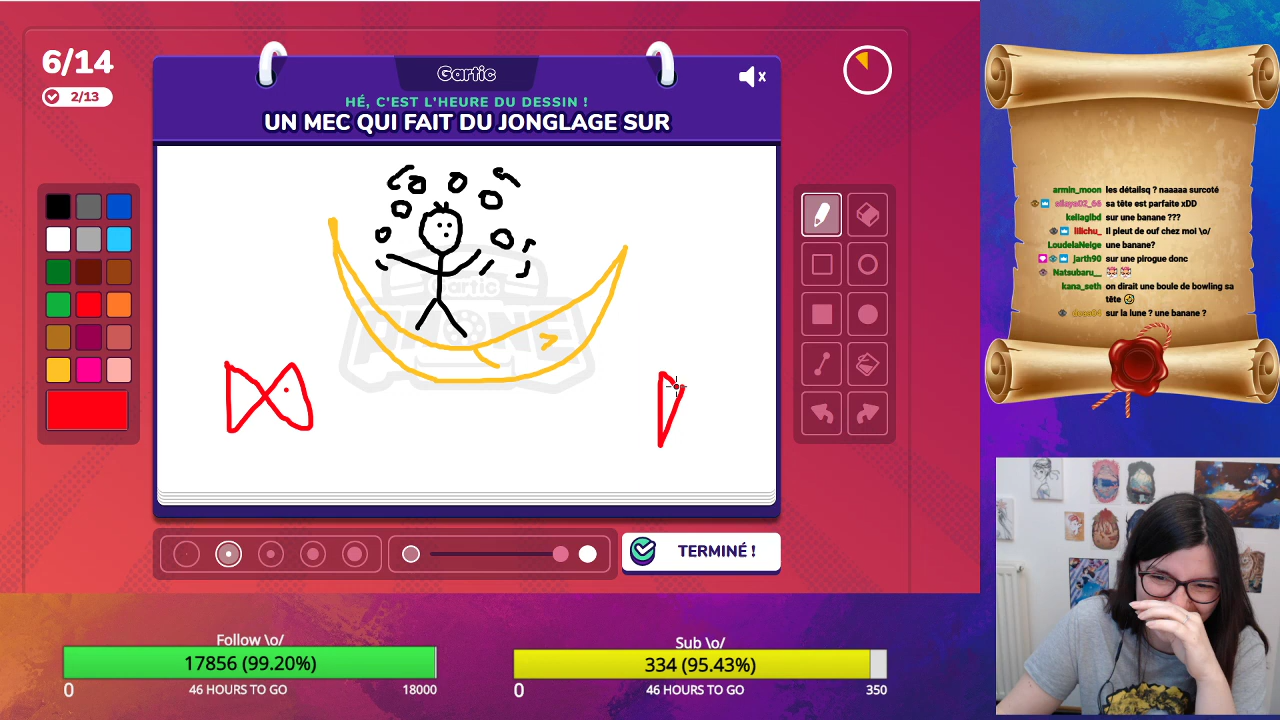 6/14
2/13
Gartic
HÉ, C'EST L'HEURE DU DESSIN !
UN MEC QUI FAIT DU JONGLAGE SUR
Gartic
PHONE
TERMINÉ !
armin_moon les détailsq ? naaaaa surcoté
sa tête est parfaite xDD
kellagibd sur une banane ???
lilichu_ Il pleut de ouf chez moi \o/
LoudelaNeige une banane?
jarth90 sur une pirogue donc
Natsubaru__
kana_seth on dirait une boule de bowling sa
tête
sur la lune ? une banane ?
Follow \o/
17856 (99.20%)
0 46 HOURS TO GO 18000
Sub \o/
334 (95.43%)
0 46 HOURS TO GO 350